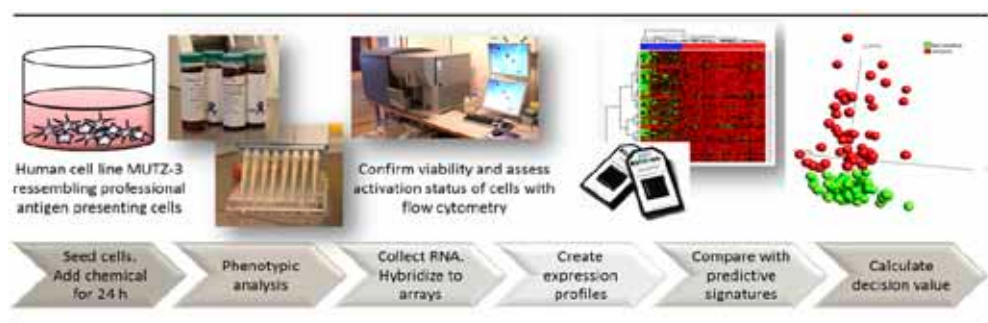 Human cell line MUTZ-3
ressembling professional
antigen presenting cells
Confirm viability and assess
activation status of cells with
flow cytometry
Seed cells.
Add chemical
for 24 h
Phenotypic
analysis
Collect RNA.
Hybridize to
arrays
Create
expression
profiles
Compare with
predictive
signatures
Calculate
decision value